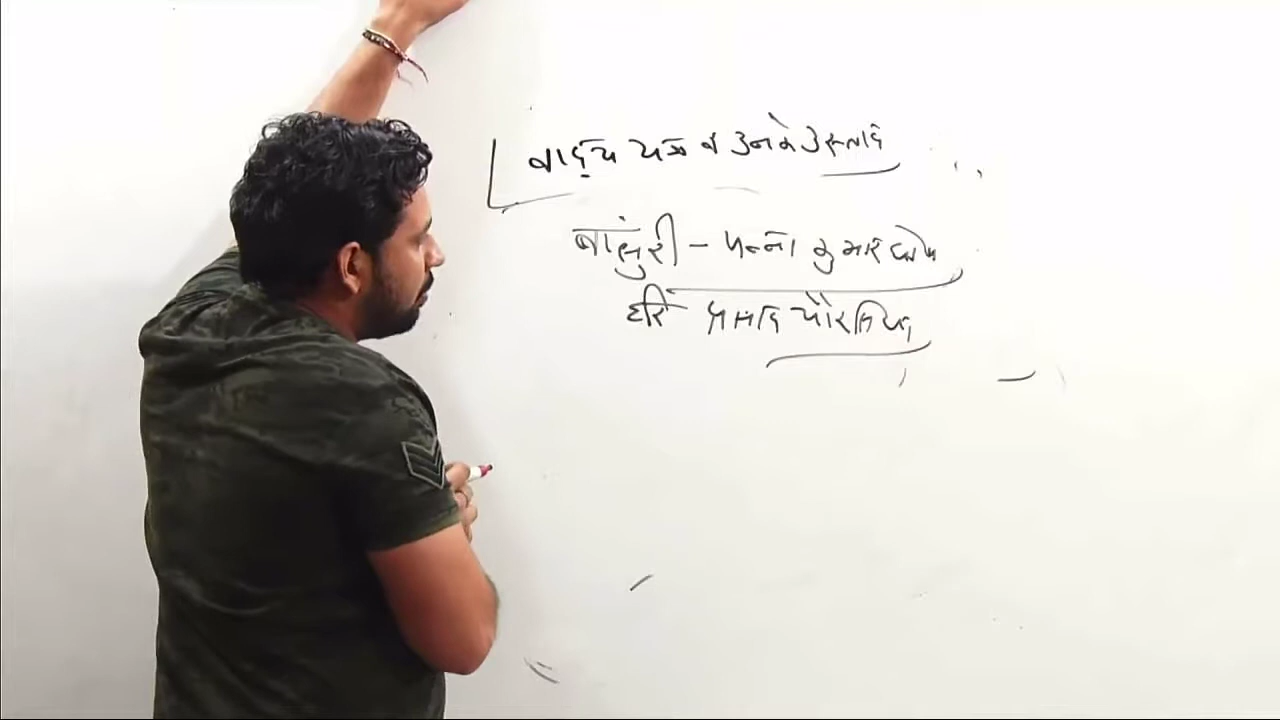 वाद्य यंत्र व उनके उस्ताद
बांसुरी - पन्ना कुमार घोष
हरि प्रसाद चौरसिया